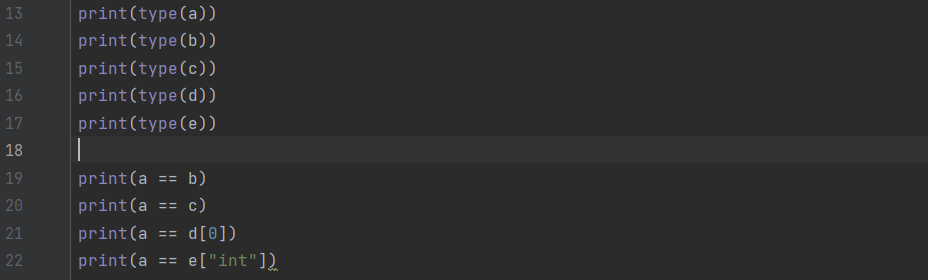 13 print(type(a))
14 print(type(b))
15 print(type(c))
16 print(type(d))
17 print(type(e))
18
19 print(a == b)
20 print(a == c)
21 print(a == d[0])
22 print(a == e["int"])